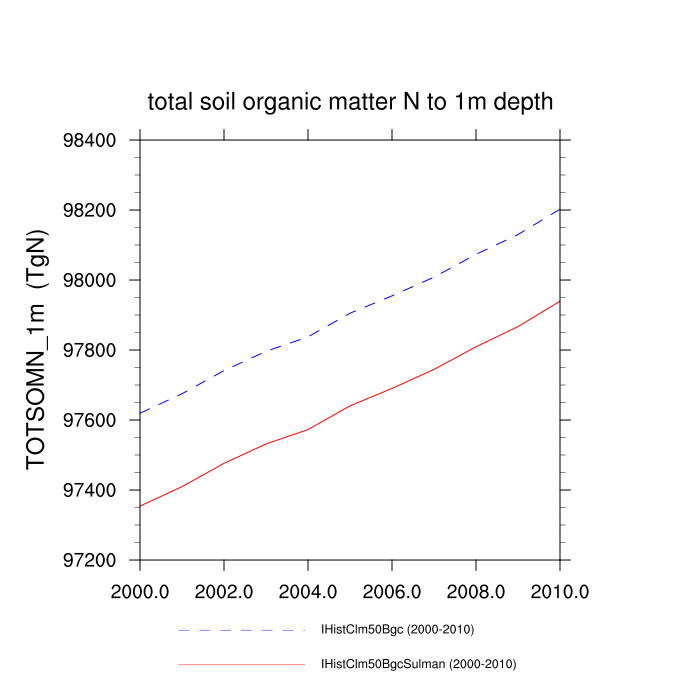 total soil organic matter N to 1m depth
TOTSOMN_1m (TgN)
98400
98200
98000
97800
97600
97400
97200
2000.0 2002.0 2004.0 2006.0 2008.0 2010.0
IHistClm50Bgc (2000-2010)
IHistClm50BgcSulman (2000-2010)